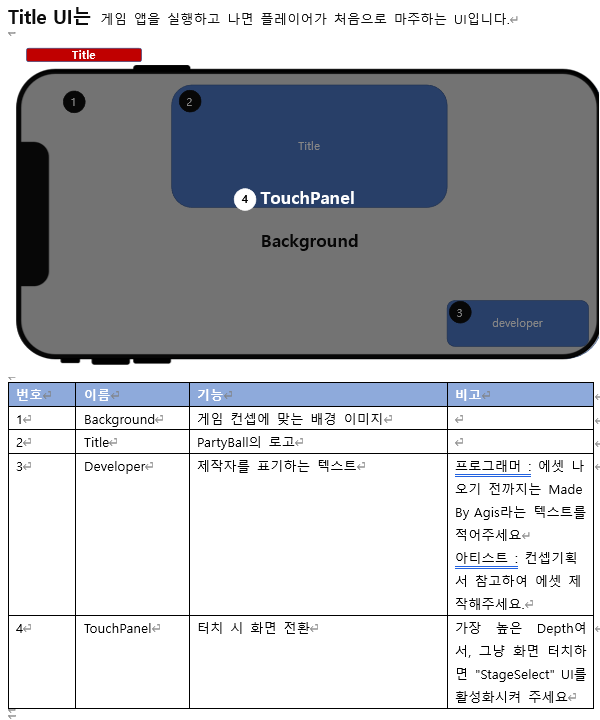 Title UI는 게임 앱을 실행하고 나면 플레이어가 처음으로 마주하는 UI입니다.
Title
1
2
Title
4 TouchPanel
Background
3
developer
번호 이름 기능 비고
1 Background 게임 컨셉에 맞는 배경 이미지
2 Title PartyBall의 로고
3 Developer 제작자를 표기하는 텍스트 프로그래머 : 에셋 나
오기 전까지는 Made
By Agis라는 텍스트를
적어주세요
아티스트 : 컨셉기획
서 참고하여 에셋 제
작해주세요.
4 TouchPanel 터치 시 화면 전환 가장 높은 Depth여
서, 그냥 화면 터치하
면 "StageSelect" UI를
활성화시켜 주세요